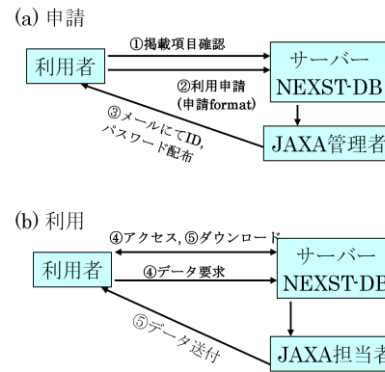 (a) 申請
①掲載項目確認
利用者
サーバー
NEXST-DB
②利用申請
(申請format)
③メールにてID,
パスワード配布
JAXA管理者
(b) 利用
④アクセス, ⑤ダウンロード
利用者
サーバー
NEXST-DB
④データ要求
⑤データ送付
JAXA担当者